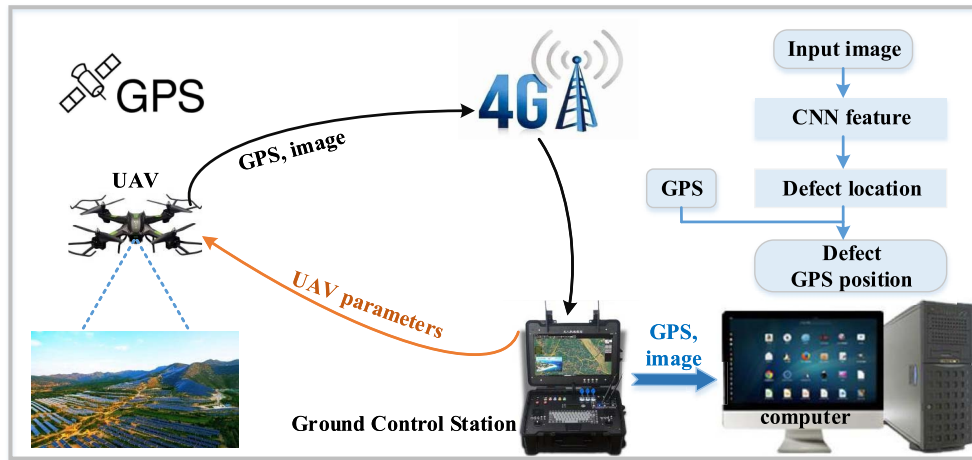 GPS
4G
UAV
GPS, image
UAV parameters
Ground Control Station
GPS,
image
computer
Input image
CNN feature
GPS
Defect location
Defect
GPS position